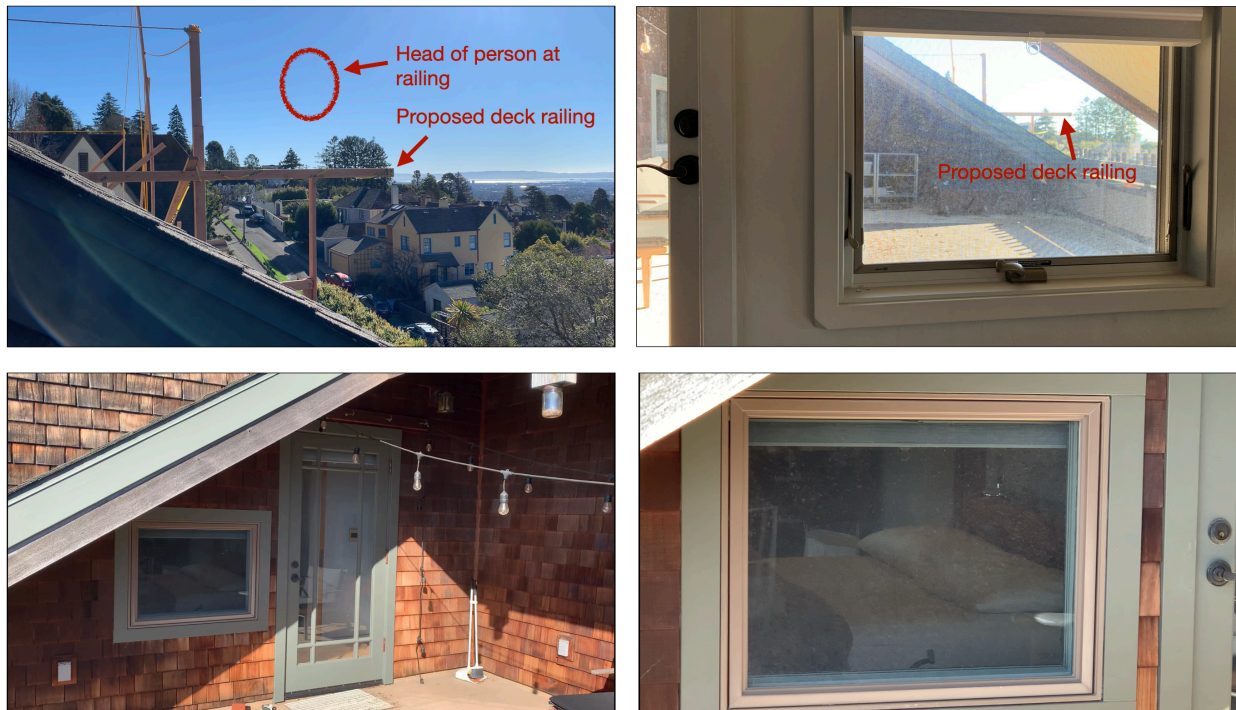 Head of person at
railing
Proposed deck railing
Proposed deck railing